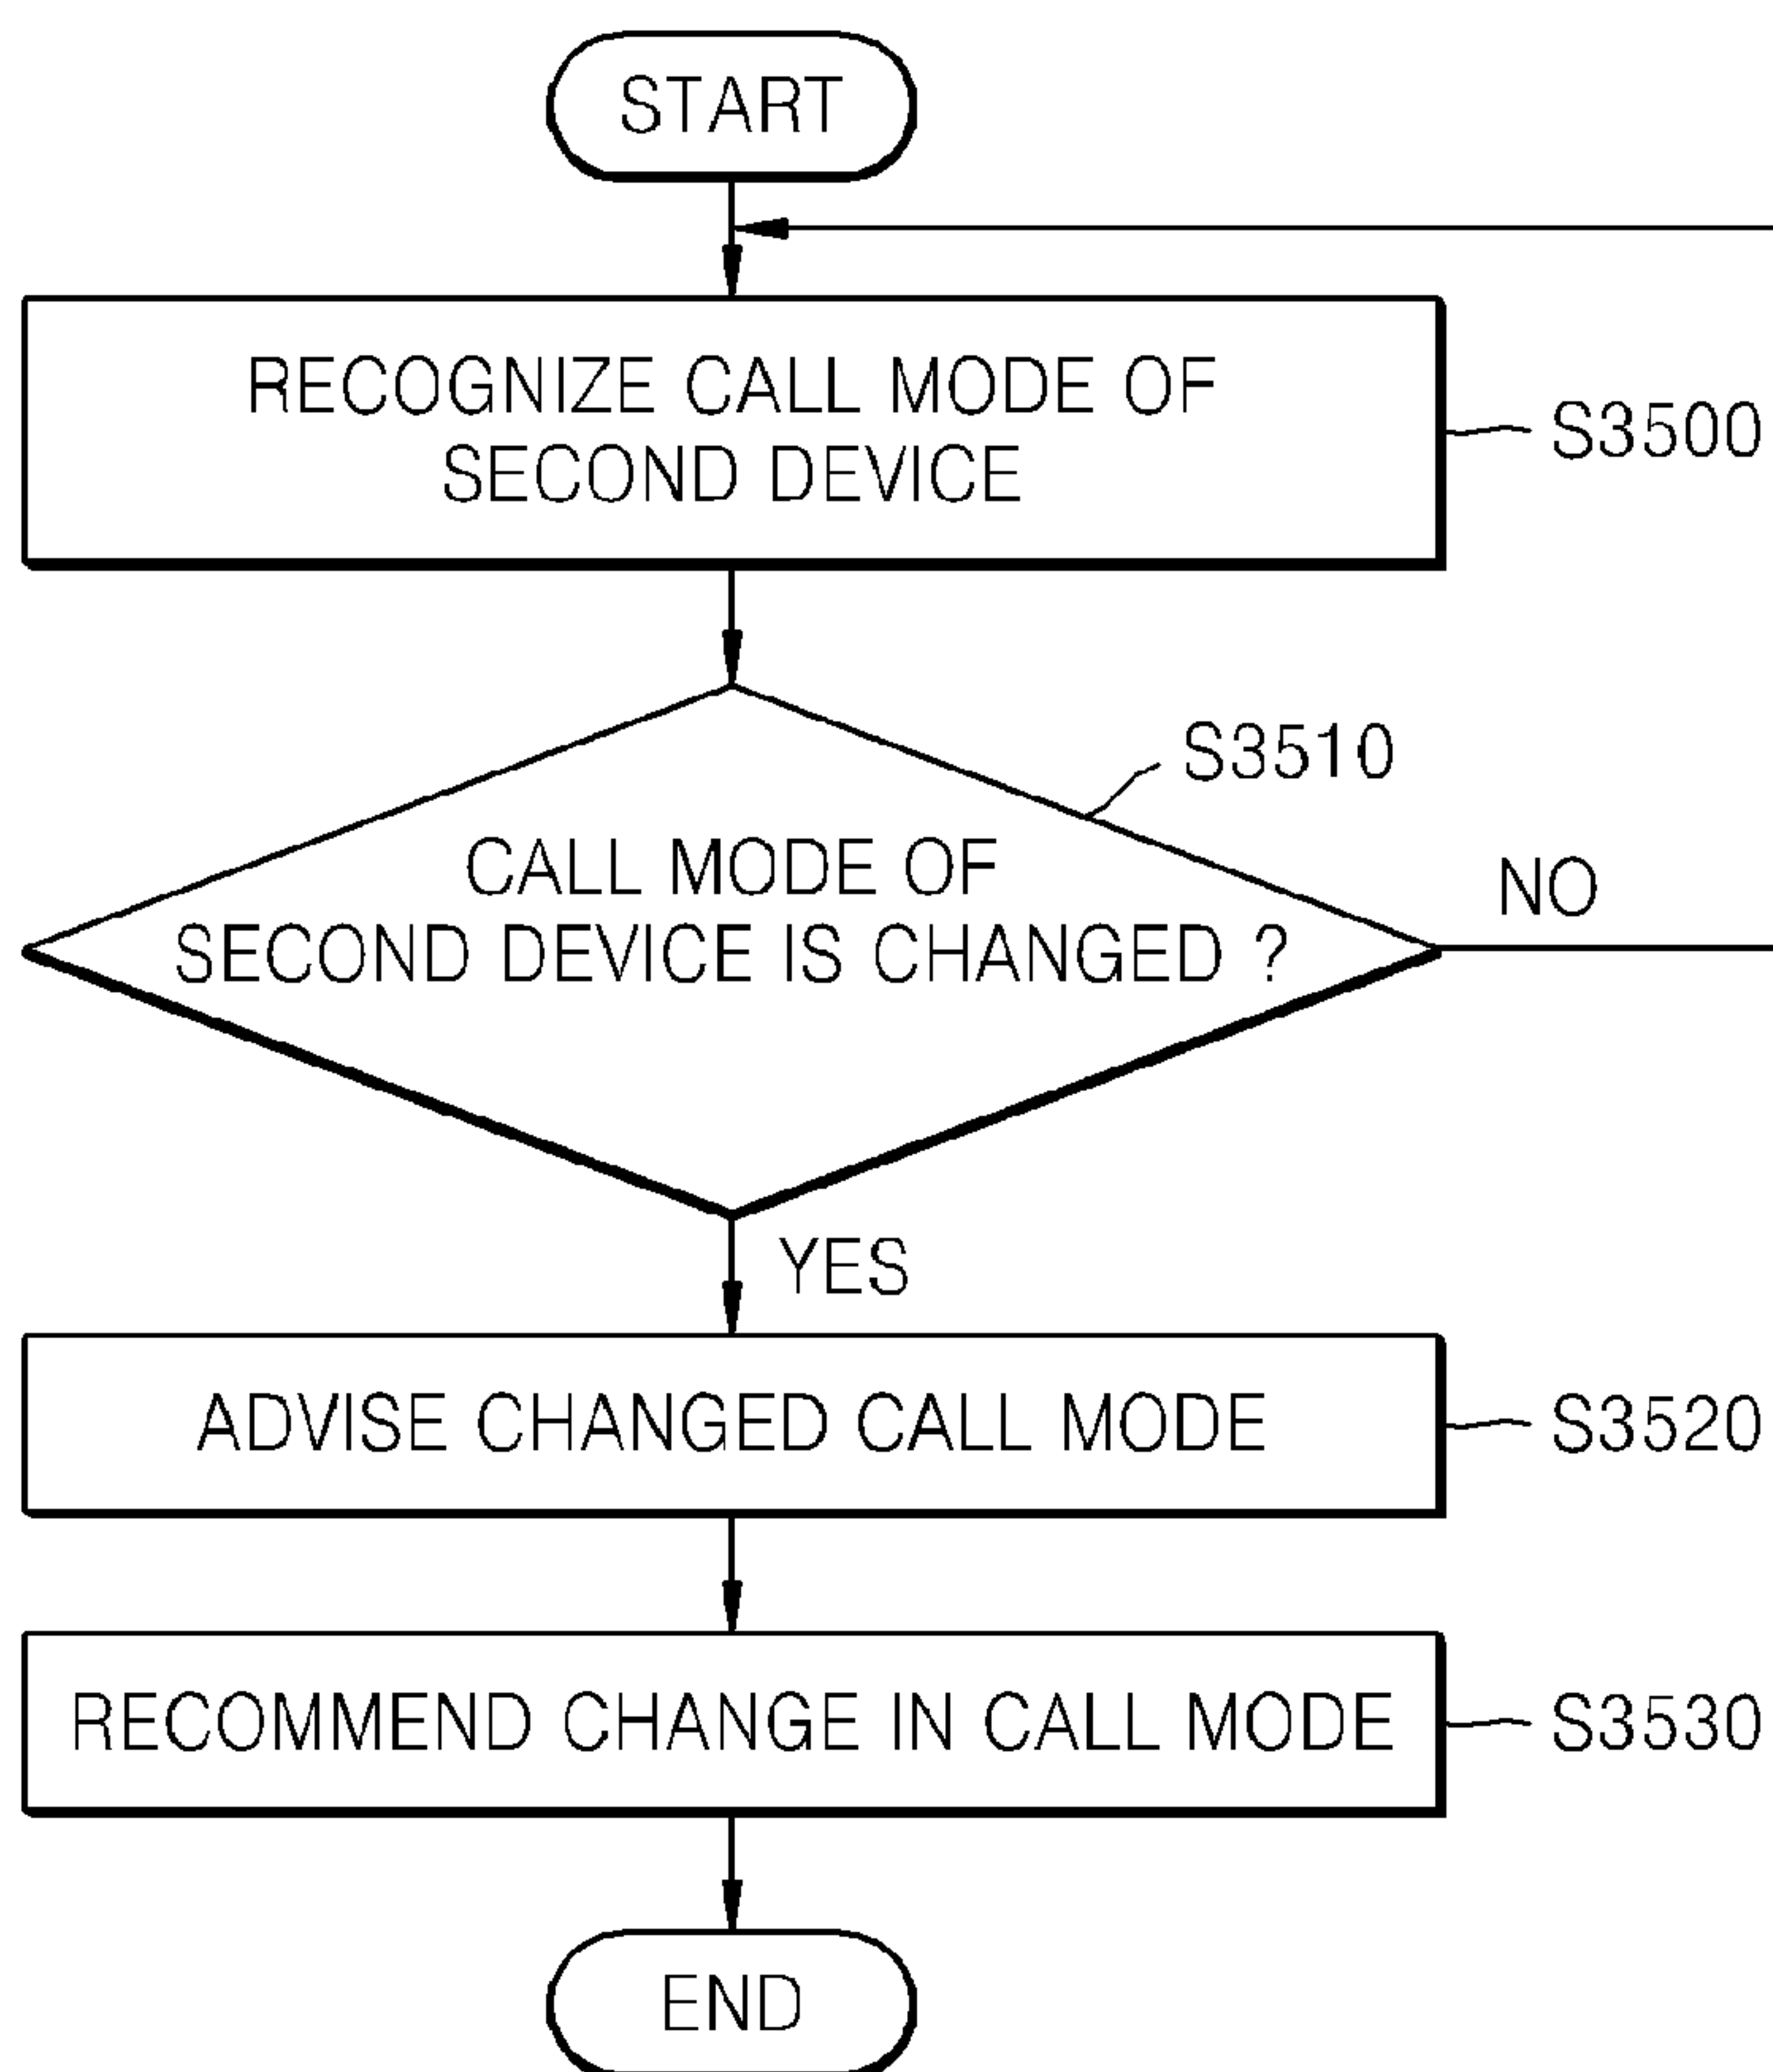 START
RECOGNIZE CALL MODE OF
SECOND DEVICE
S3500
S3510
CALL MODE OF
SECOND DEVICE IS CHANGED ?
NO
YES
ADVISE CHANGED CALL MODE
S3520
RECOMMEND CHANGE IN CALL MODE
S3530
END